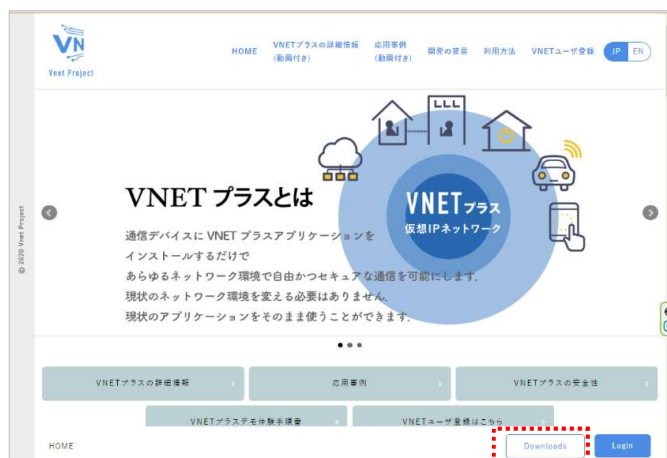 VN
Vnet Project
HOME
VNETプラスの詳細情報
(動画付き)
応用事例
(動画付き)
開発の背景
利用方法
VNETユーザ登録
JP EN
© 2020 Vnet Project
VNET プラスとは
通信デバイスに VNET プラスアプリケーションを
インストールするだけで
あらゆるネットワーク環境で自由かつセキュアな通信を可能にします.
現状のネットワーク環境を変える必要はありません.
現状のアプリケーションをそのまま使うことができます.
VNETプラス
仮想IPネットワーク
VNETプラスの詳細情報
応用事例
VNETプラスの安全性
VNETプラスデモ体験手順書
VNETユーザ登録はこちら
HOME
Downloads
Login